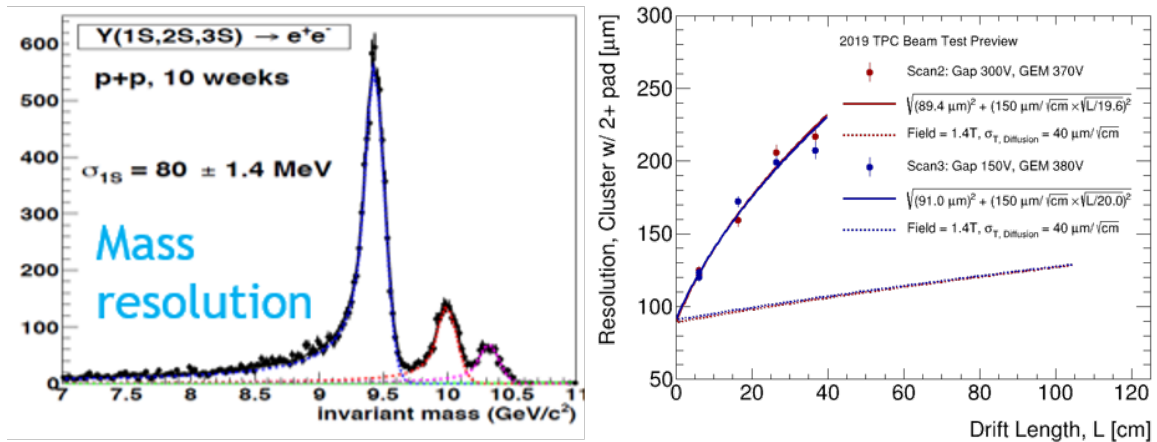 Y(1S,2S,3S) → e⁺e⁻
p+p, 10 weeks
σ1S = 80 ± 1.4 MeV
Mass
resolution
600
500
400
300
200
100
0
7 7.5 8 8.5 9 9.5 10 10.5 11
invariant mass (GeV/c²)
Resolution, Cluster w/ 2+ pad [μm]
300
250
200
150
100
50
2019 TPC Beam Test Preview
Scan2: Gap 300V, GEM 370V
√(89.4 μm)² + (150 μm/√cm ×√L/19.6)²
Field = 1.4T, σT, Diffusion = 40 μm/√cm
Scan3: Gap 150V, GEM 380V
√(91.0 μm)² + (150 μm/√cm ×√L/20.0)²
Field = 1.4T, σT, Diffusion = 40 μm/√cm
0 20 40 60 80 100 120
Drift Length, L [cm]